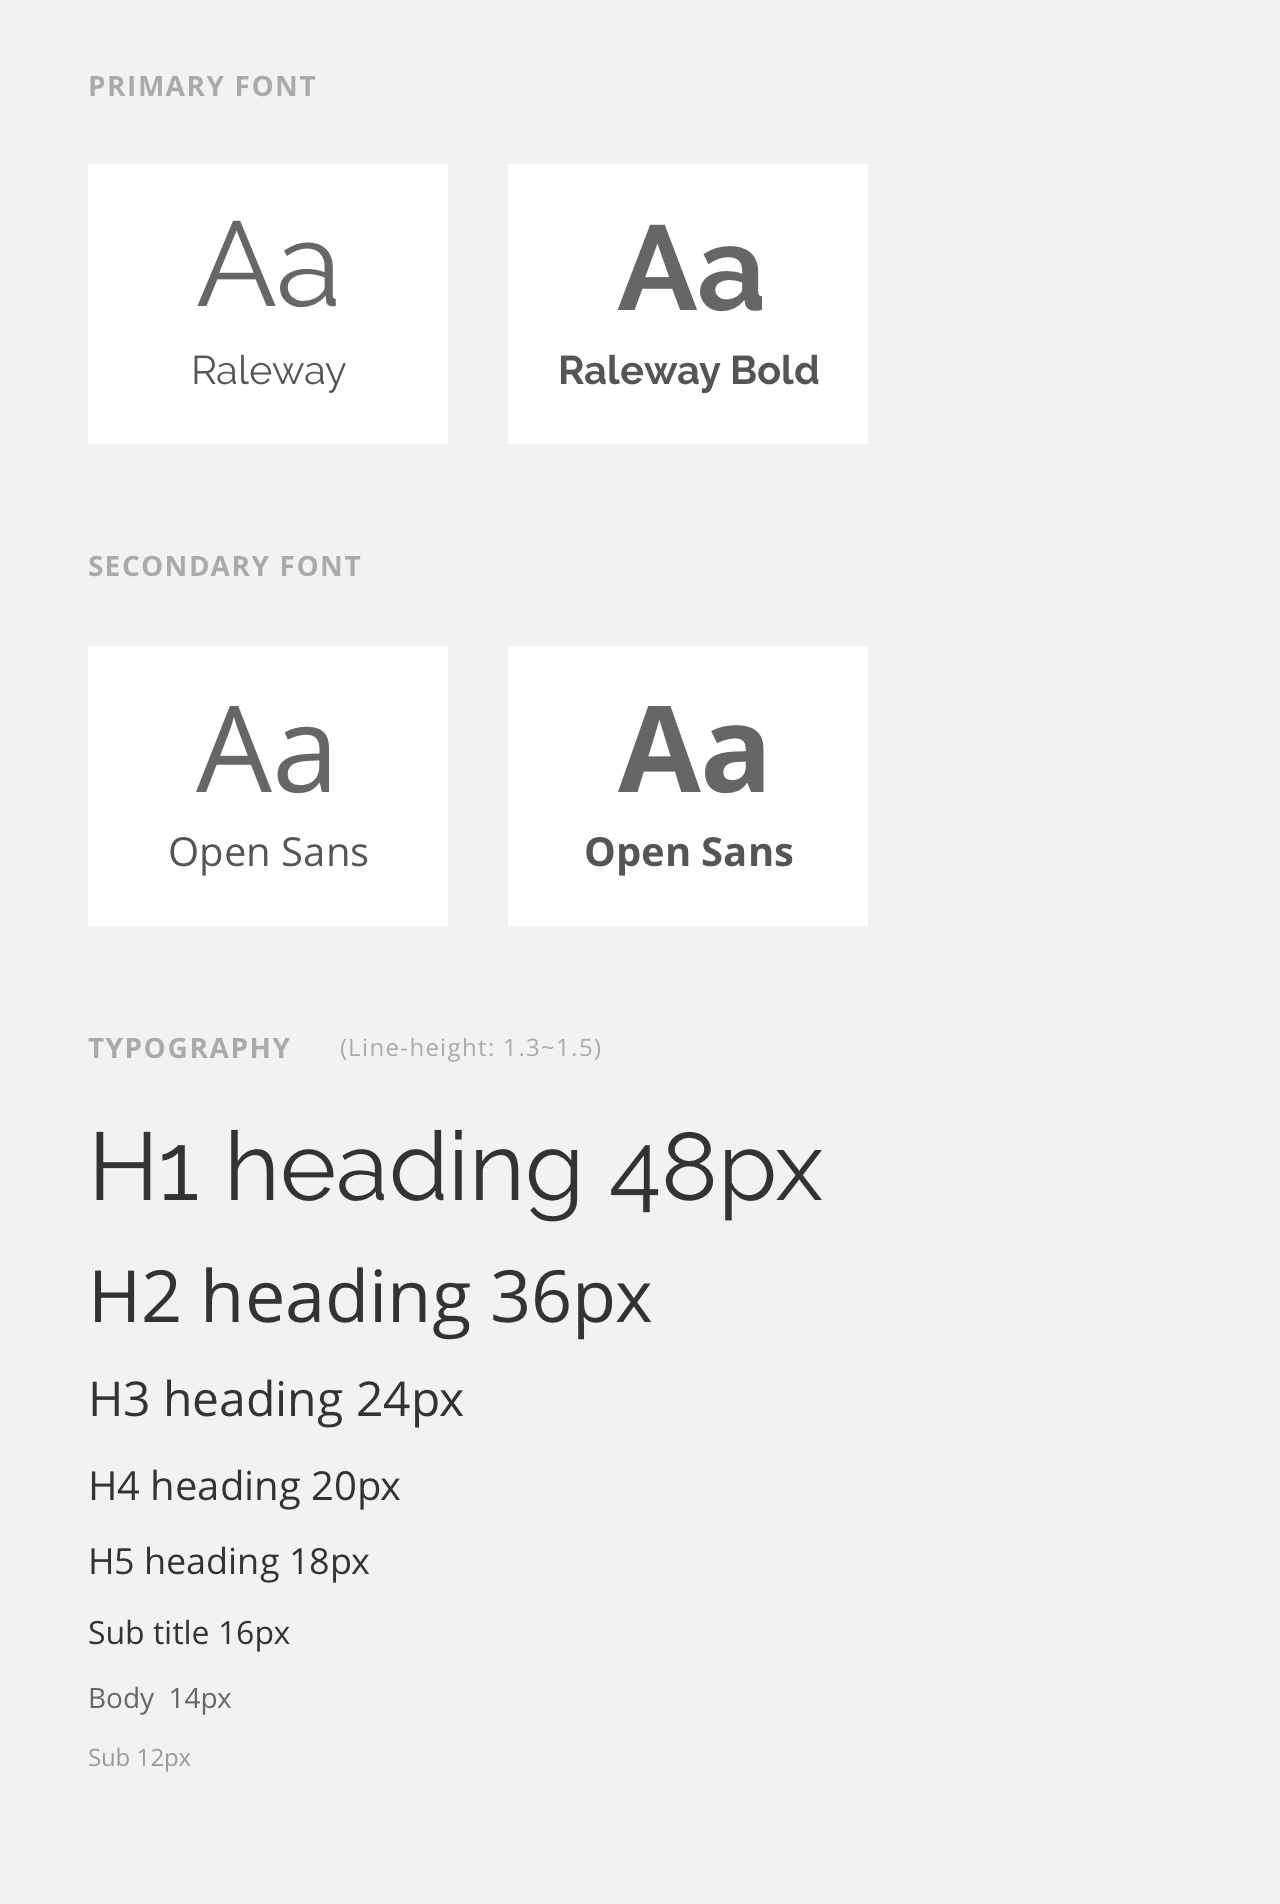 PRIMARY FONT
Aa
Raleway
Aa
Raleway Bold
SECONDARY FONT
Aa
Open Sans
Aa
Open Sans
TYPOGRAPHY (Line-height: 1.3~1.5)
H1 heading 48px
H2 heading 36px
H3 heading 24px
H4 heading 20px
H5 heading 18px
Sub title 16px
Body  14px
Sub 12px